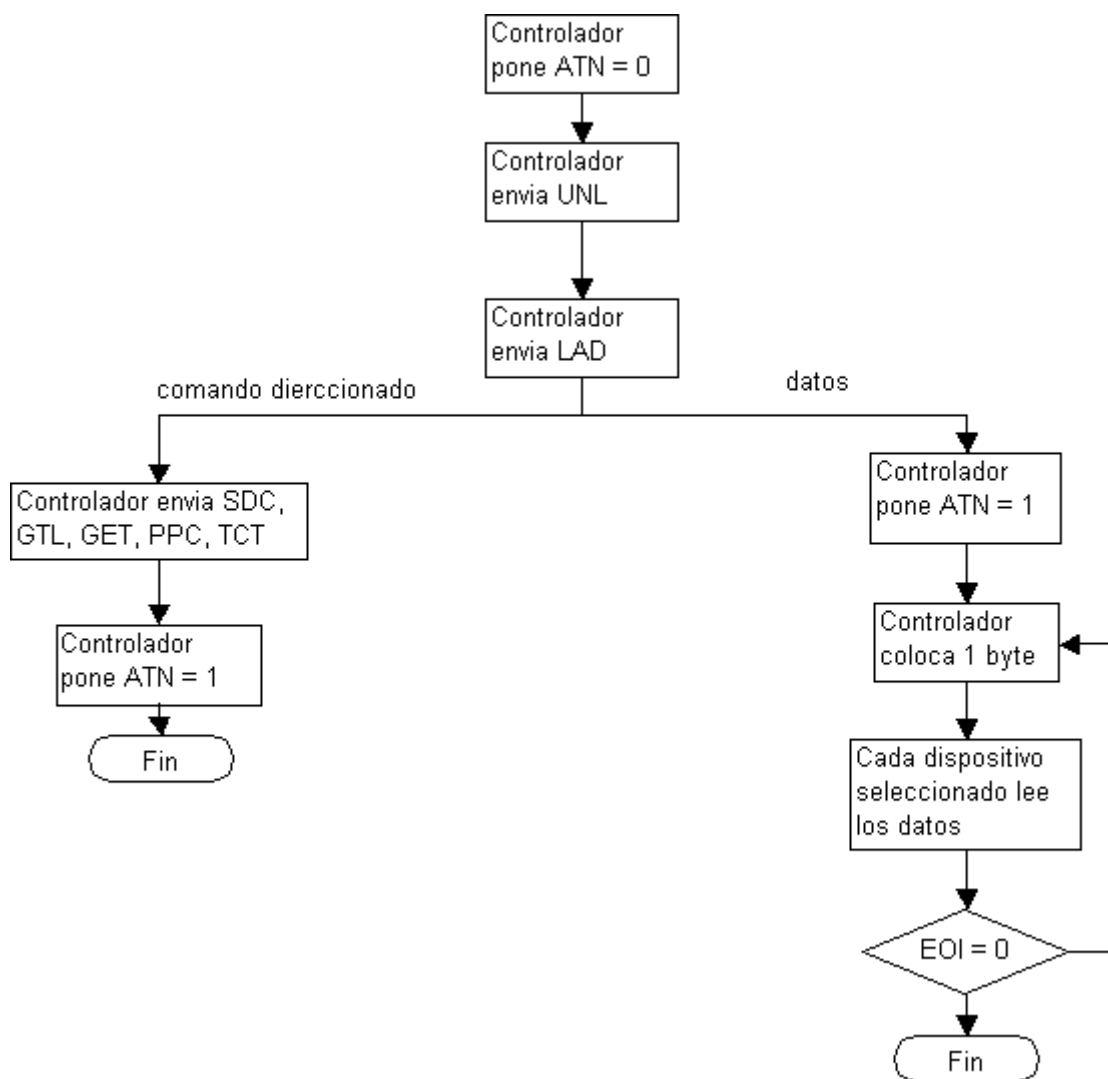 Controlador
pone ATN = 0
Controlador
envia UNL
Controlador
envia LAD
comando dierccionado
datos
Controlador envia SDC,
GTL, GET, PPC, TCT
Controlador
pone ATN = 1
Fin
Controlador
pone ATN = 1
Controlador
coloca 1 byte
Cada dispositivo
seleccionado lee
los datos
EOI = 0
Fin